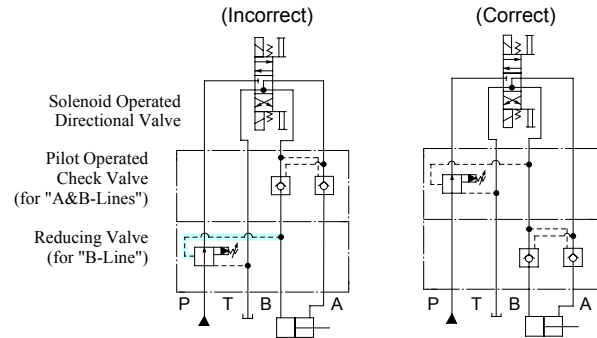 (Incorrect)
(Correct)
Solenoid Operated
Directional Valve
Pilot Operated
Check Valve
(for "A&B-Lines")
Reducing Valve
(for "B-Line")
P T B A
P T B A